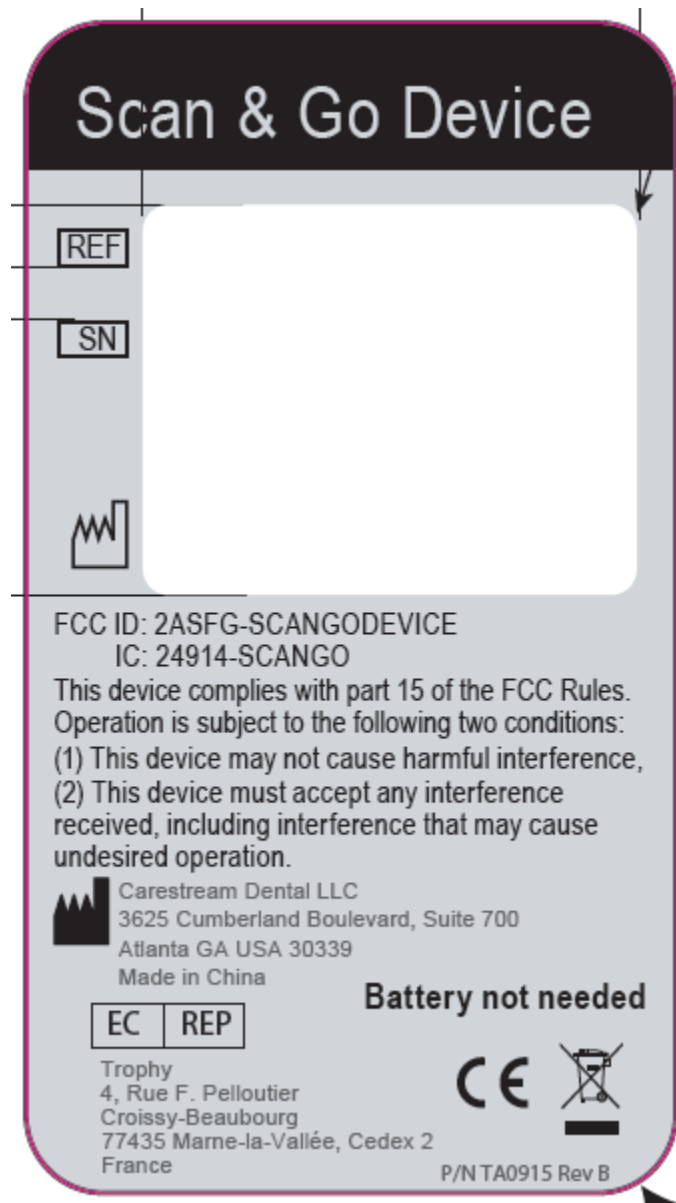 Scan & Go Device
REF
SN
FCC ID: 2ASFG-SCANGODEVICE
IC: 24914-SCANGO
This device complies with part 15 of the FCC Rules.
Operation is subject to the following two conditions:
(1) This device may not cause harmful interference,
(2) This device must accept any interference
received, including interference that may cause
undesired operation.
Carestream Dental LLC
3625 Cumberland Boulevard, Suite 700
Atlanta GA USA 30339
Made in China
Battery not needed
EC REP
Trophy
4, Rue F. Pelloutier
Croissy-Beaubourg
77435 Marne-la-Vallée, Cedex 2
France
CE
P/N TA0915 Rev B